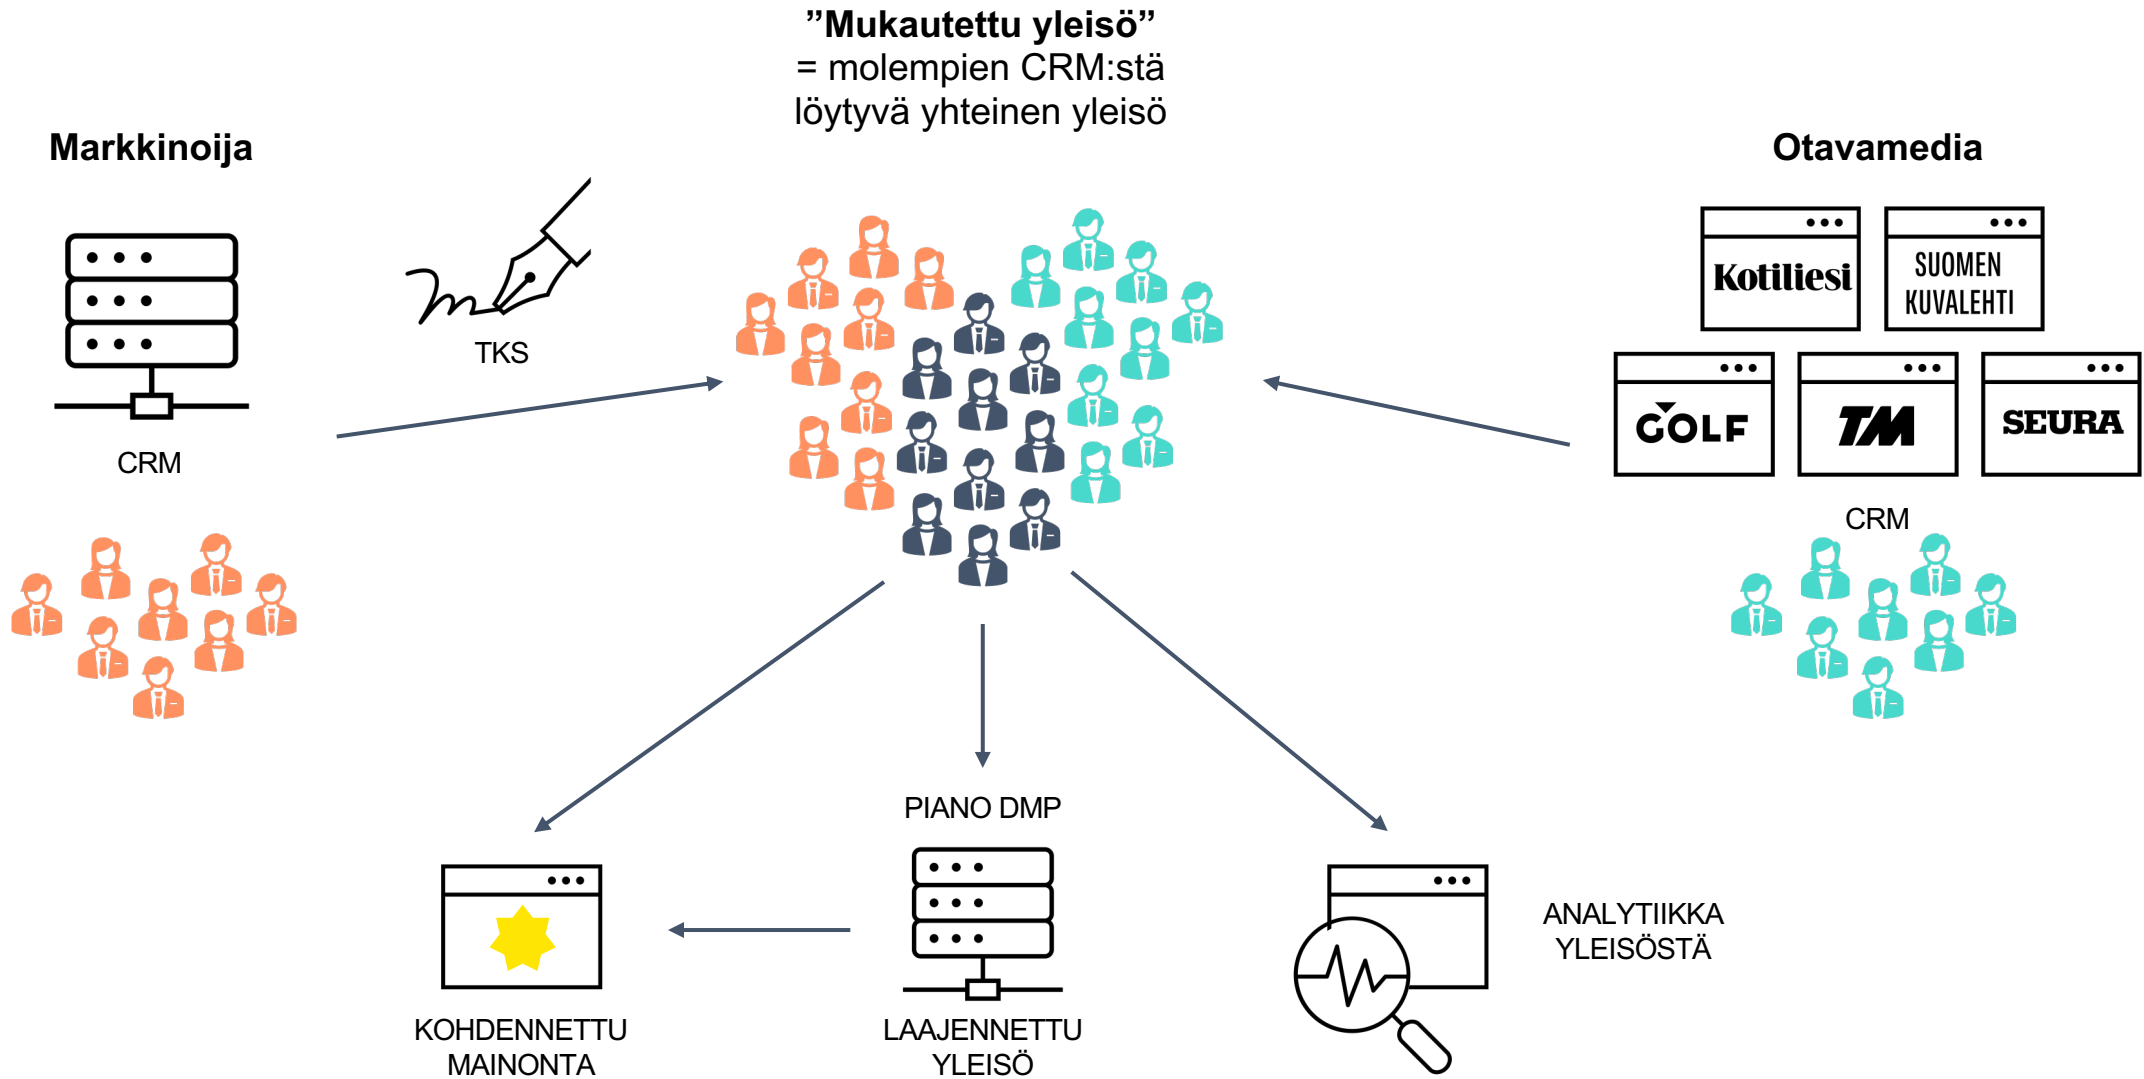 ”Mukautettu yleisö”
= molempien CRM:stä
löytyvä yhteinen yleisö
Markkinoija
CRM
TKS
Otavamedia
Kotiliesi
SUOMEN
KUVALEHTI
GOLF
TM
SEURA
CRM
PIANO DMP
KOHDENNETTU
MAINONTA
LAAJENNETTU
YLEISÖ
ANALYTIIKKA
YLEISÖSTÄ